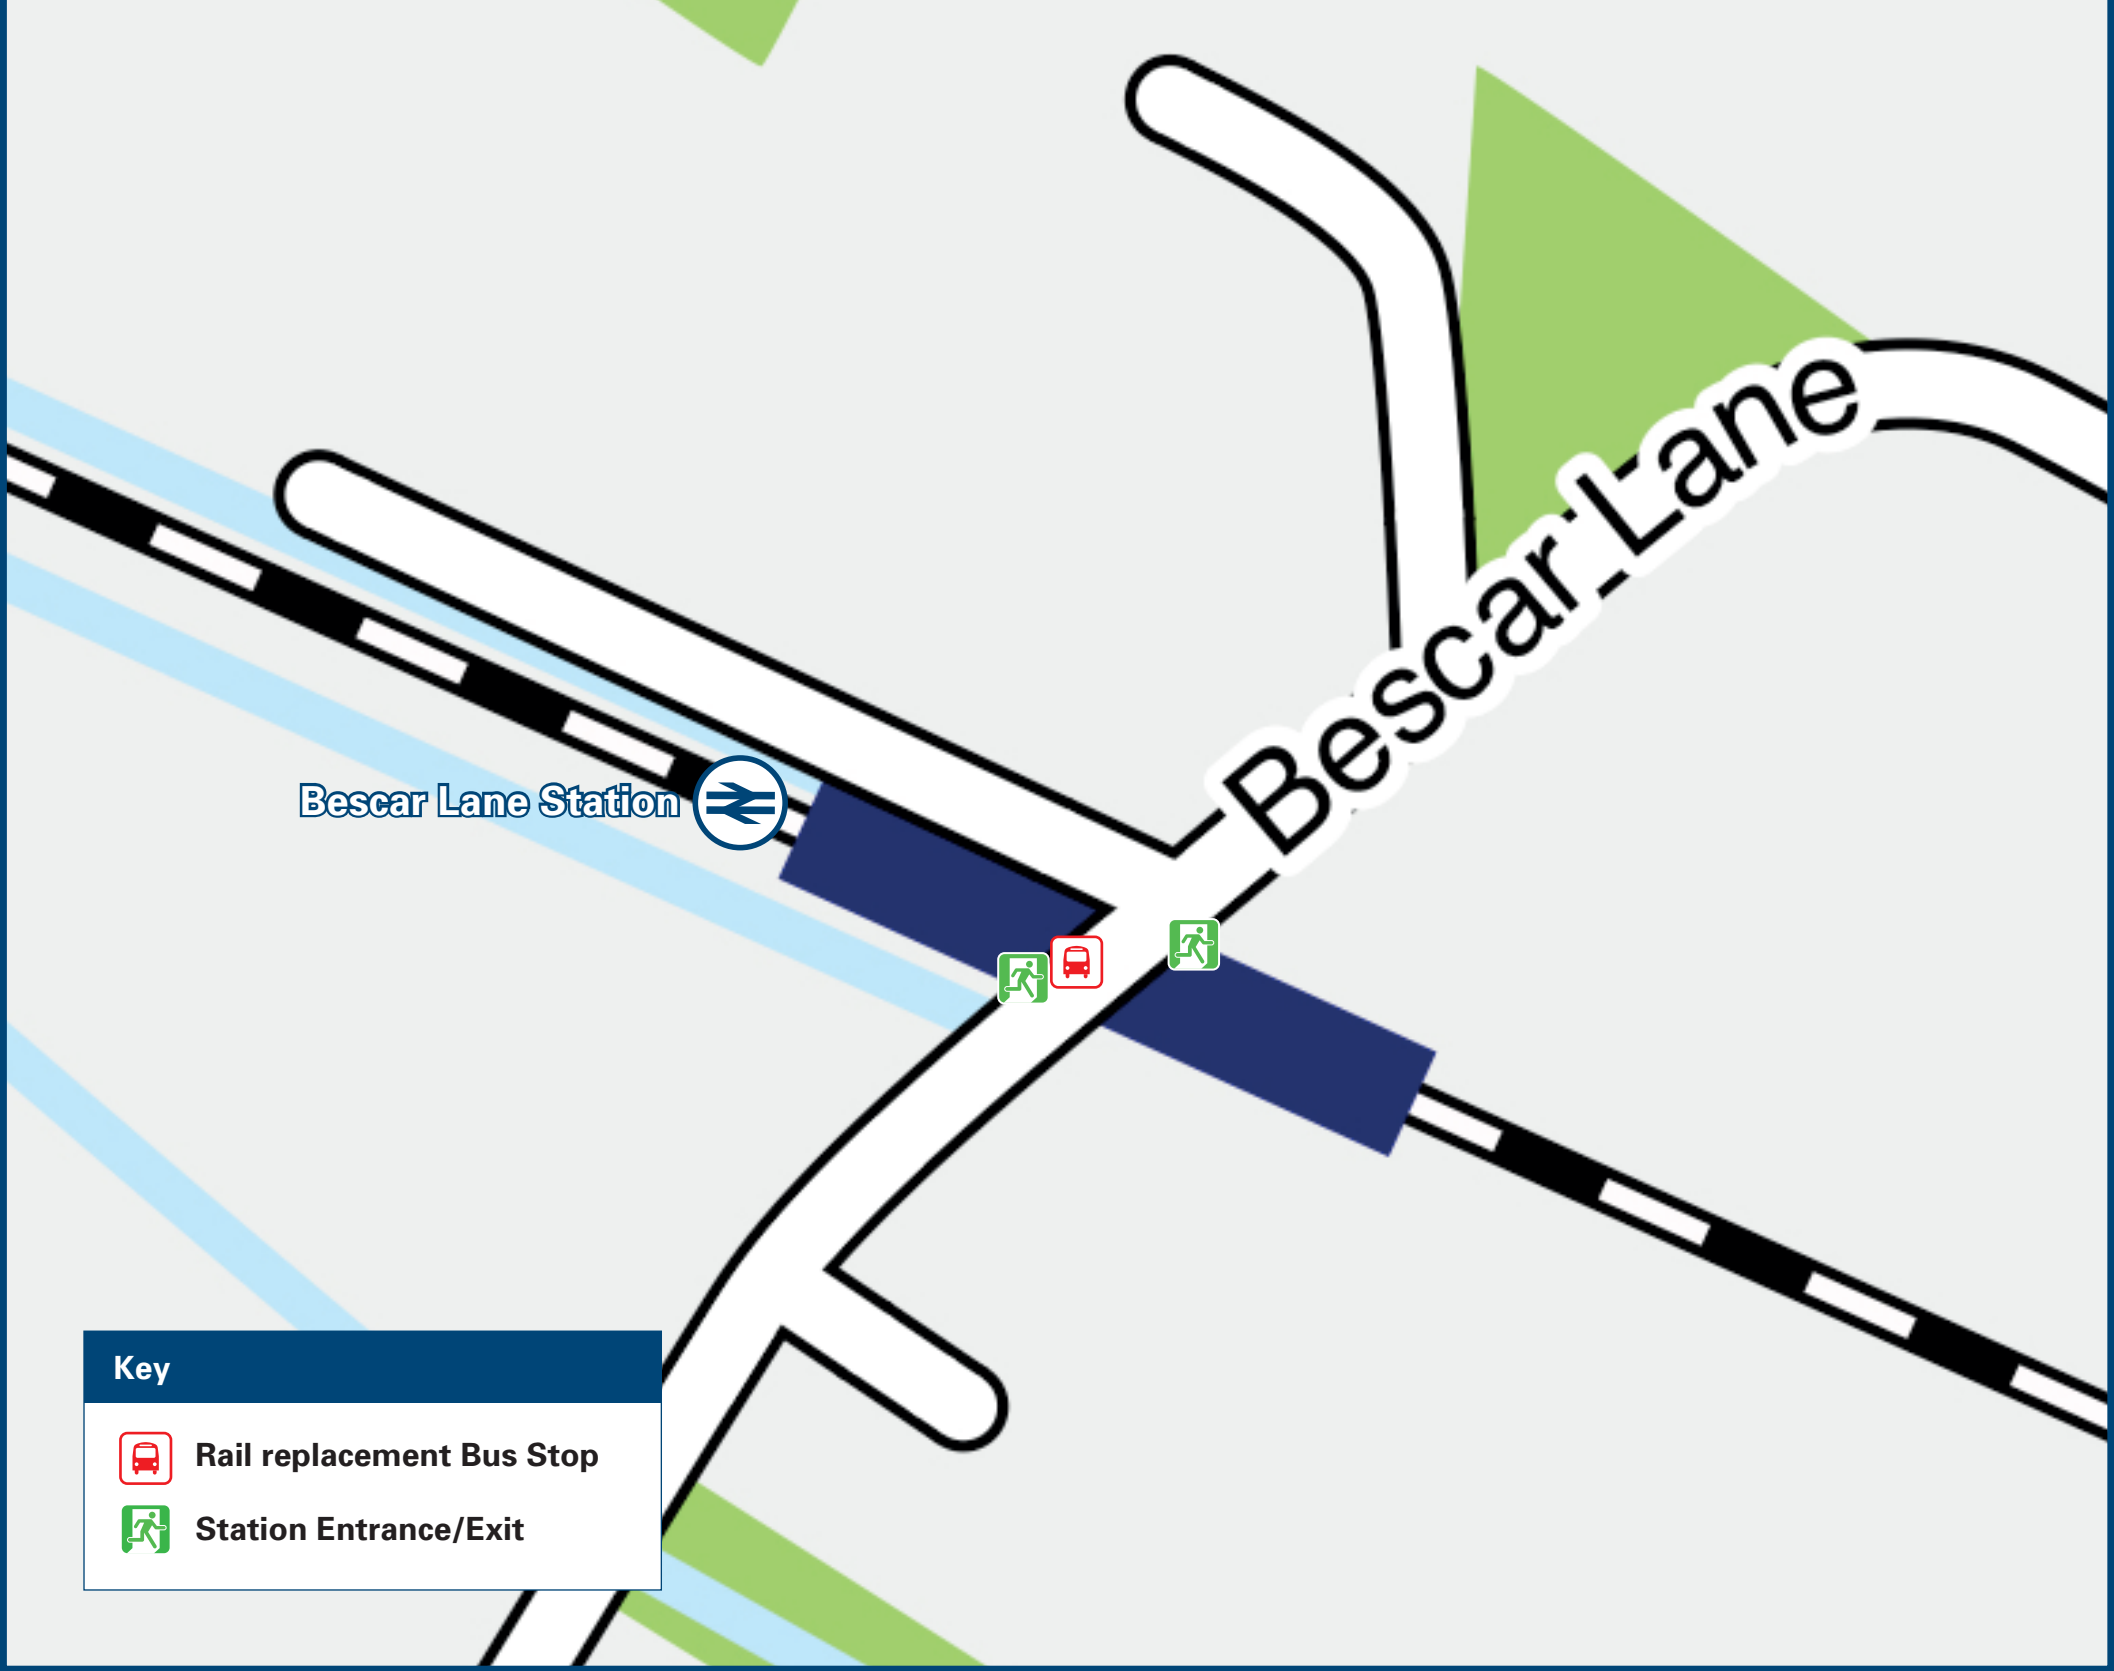 Bescar Lane
Bescar Lane Station
Key
Rail replacement Bus Stop
Station Entrance/Exit